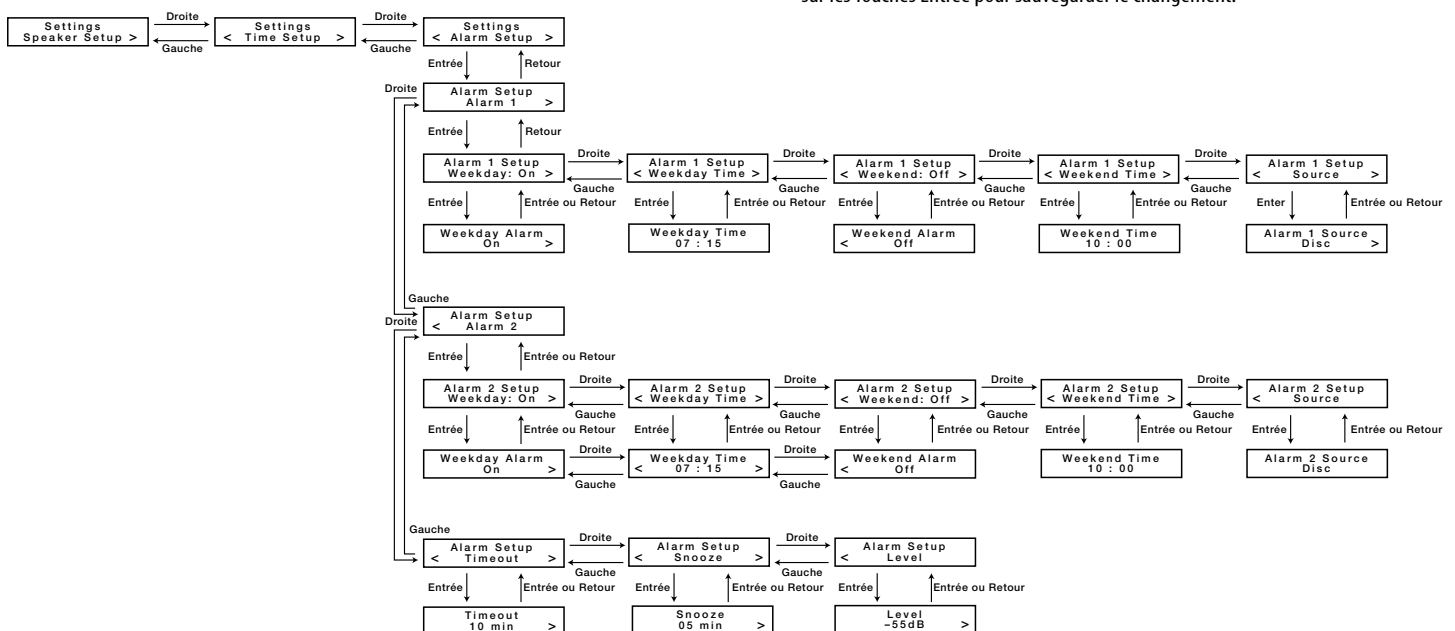 sur les Touches Entrée pour sauvegarder le changement.
Droite
Droite
Settings
Speaker Setup >
Settings
< Time Setup >
Settings
< Alarm Setup >
Gauche
Gauche
Entrée
Retour
Droite
Alarm Setup
Alarm 1 >
Entrée
Retour
Droite
Droite
Droite
Droite
Alarm 1 Setup
Weekday: On >
Alarm 1 Setup
< Weekday Time >
Alarm 1 Setup
< Weekend: Off >
Alarm 1 Setup
< Weekend Time >
Alarm 1 Setup
< Source
Gauche
Gauche
Gauche
Gauche
Entrée
Entrée ou Retour
Entrée
Entrée ou Retour
Entrée
Entrée ou Retour
Entrée
Entrée ou Retour
Enter
Entrée ou Retour
Weekday Alarm
On >
Weekday Time
07 : 15
Weekend Alarm
< Off
Weekend Time
10 : 00
Alarm 1 Source
Disc >
Gauche
Droite
Alarm Setup
< Alarm 2
Entrée
Entrée ou Retour
Droite
Droite
Droite
Droite
Alarm 2 Setup
Weekday: On >
Alarm 2 Setup
< Weekday Time >
Alarm 2 Setup
< Weekend: Off >
Alarm 2 Setup
< Weekend Time >
Alarm 2 Setup
< Source
Gauche
Gauche
Gauche
Gauche
Entrée
Entrée ou Retour
Entrée
Entrée ou Retour
Entrée
Entrée ou Retour
Entrée
Entrée ou Retour
Entrée
Entrée ou Retour
Droite
Droite
Weekday Alarm
On >
Weekday Time
< 07 : 15 >
Weekend Alarm
< Off
Weekend Time
10 : 00
Alarm 2 Source
Disc
Gauche
Gauche
Gauche
Droite
Droite
Alarm Setup
< Timeout >
Alarm Setup
< Snooze >
Alarm Setup
< Level
Gauche
Gauche
Entrée
Entrée ou Retour
Entrée
Entrée ou Retour
Entrée
Entrée ou Retour
Timeout
10 min >
Snooze
05 min >
Level
–55dB >